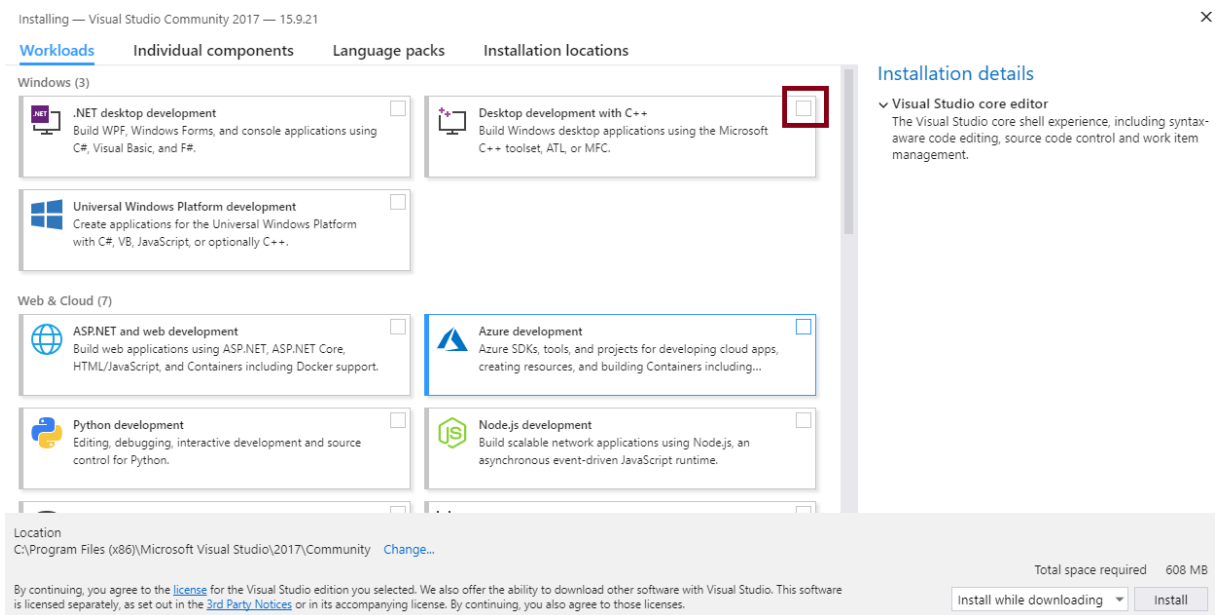 Installing — Visual Studio Community 2017 — 15.9.21
Workloads
Individual components
Language packs
Installation locations
Windows (3)
.NET
.NET desktop development
Build WPF, Windows Forms, and console applications using
C#, Visual Basic, and F#.
Desktop development with C++
Build Windows desktop applications using the Microsoft
C++ toolset, ATL, or MFC.
Universal Windows Platform development
Create applications for the Universal Windows Platform
with C#, VB, JavaScript, or optionally C++.
Web & Cloud (7)
ASP.NET and web development
Build web applications using ASP.NET, ASP.NET Core,
HTML/JavaScript, and Containers including Docker support.
Azure development
Azure SDKs, tools, and projects for developing cloud apps,
creating resources, and building Containers including...
Python development
Editing, debugging, interactive development and source
control for Python.
JS
Node.js development
Build scalable network applications using Node.js, an
asynchronous event-driven JavaScript runtime.
Installation details
Visual Studio core editor
The Visual Studio core shell experience, including syntax-
aware code editing, source code control and work item
management.
Location
C:\Program Files (x86)\Microsoft Visual Studio\2017\Community Change...
By continuing, you agree to the license for the Visual Studio edition you selected. We also offer the ability to download other software with Visual Studio. This software
is licensed separately, as set out in the 3rd Party Notices or in its accompanying license. By continuing, you also agree to those licenses.
Total space required 608 MB
Install while downloading
Install